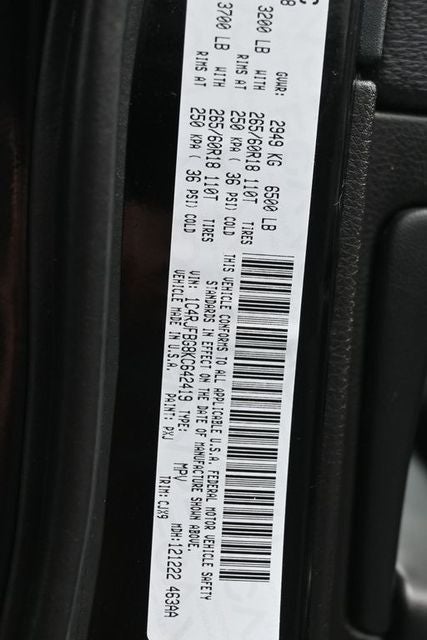 GVWR: 2949 KG 6500 LB
3200 LB WITH 265/60R18 110T TIRES
RIMS AT 250 KPA ( 36 PSI) COLD
3700 LB WITH 265/60R18 110T TIRES
RIMS AT 250 KPA ( 36 PSI) COLD
THIS VEHICLE CONFORMS TO ALL APPLICABLE U.S.A. FEDERAL MOTOR VEHICLE SAFETY
STANDARDS IN EFFECT ON THE DATE OF MANUFACTURE SHOWN ABOVE.
VIN: 1C4RJFBG8KC642419 TYPE: MPV MDH:121222 463AA
VEHICLE MADE IN U.S.A. PAINT: PXJ TRIM:CJX9